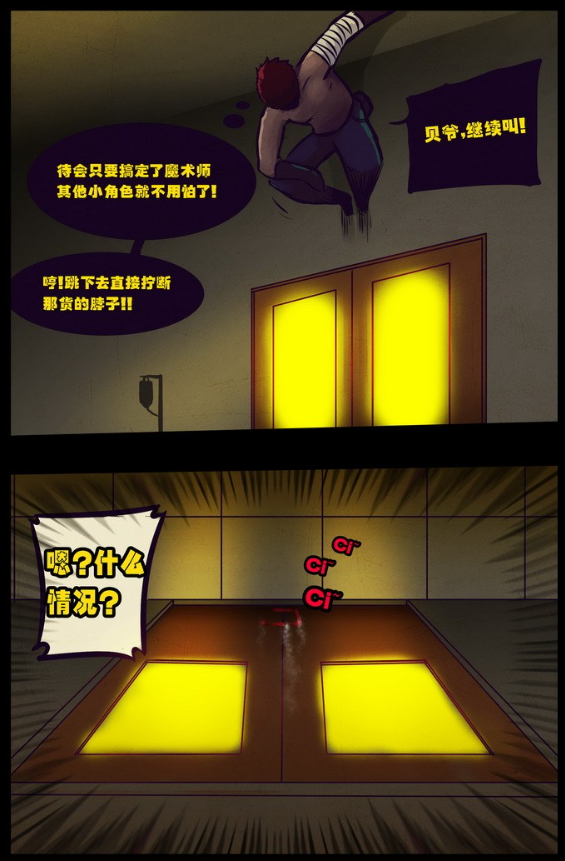 贝爷,继续叫!
待会只要搞定了魔术师
其他小角色就不用怕了!
哼!跳下去直接拧断
那货的脖子!!
嗯?什么
情况?
Ci~
Ci~
Ci~